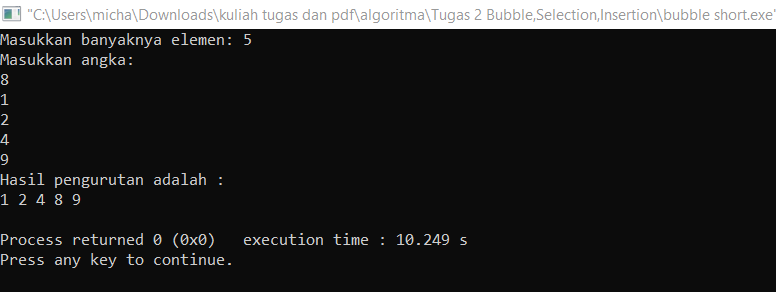 "C:\Users\micha\Downloads\kuliah tugas dan pdf\algoritma\Tugas 2 Bubble,Selection,Insertion\bubble short.exe"
Masukkan banyaknya elemen: 5
Masukkan angka:
8
1
2
4
9
Hasil pengurutan adalah :
1 2 4 8 9
Process returned 0 (0x0)   execution time : 10.249 s
Press any key to continue.